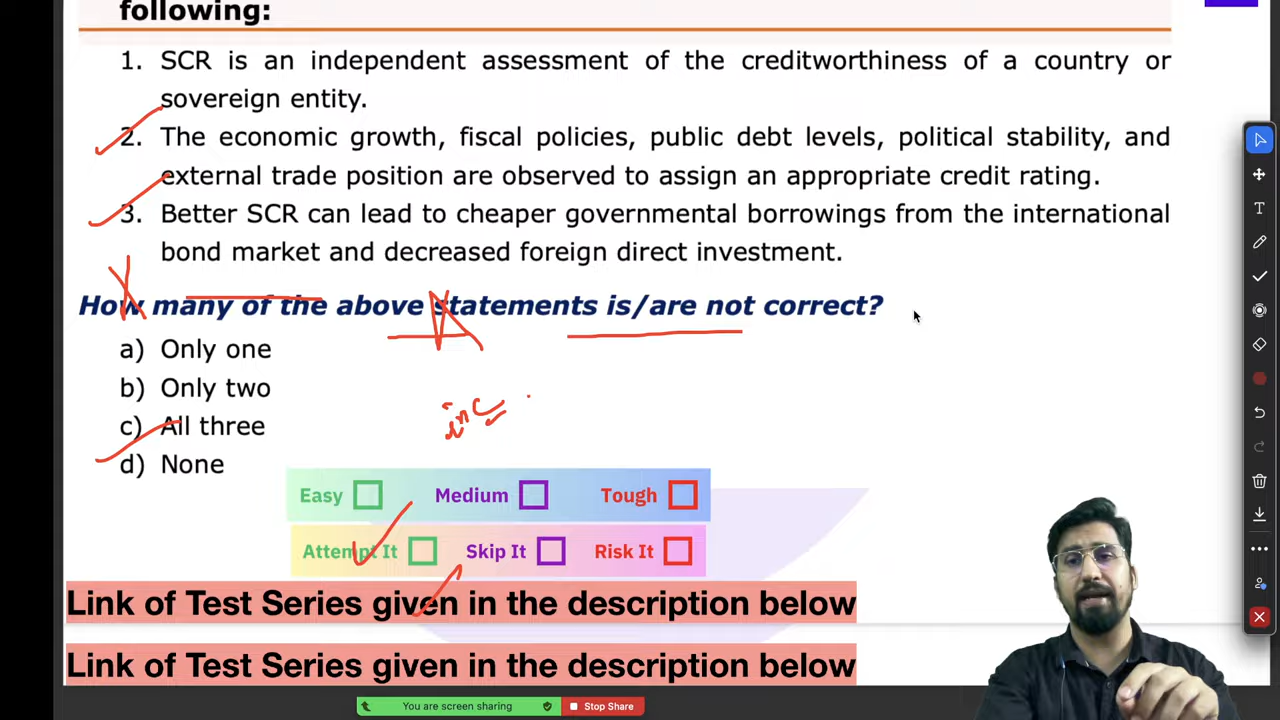 following:
1. SCR is an independent assessment of the creditworthiness of a country or
sovereign entity.
2. The economic growth, fiscal policies, public debt levels, political stability, and
external trade position are observed to assign an appropriate credit rating.
3. Better SCR can lead to cheaper governmental borrowings from the international
bond market and decreased foreign direct investment.
How many of the above statements is/are not correct?
a) Only one
b) Only two
c) All three
d) None
inc
Easy Medium Tough
Attempt It Skip It Risk It
Link of Test Series given in the description below
Link of Test Series given in the description below
You are screen sharing Stop Share